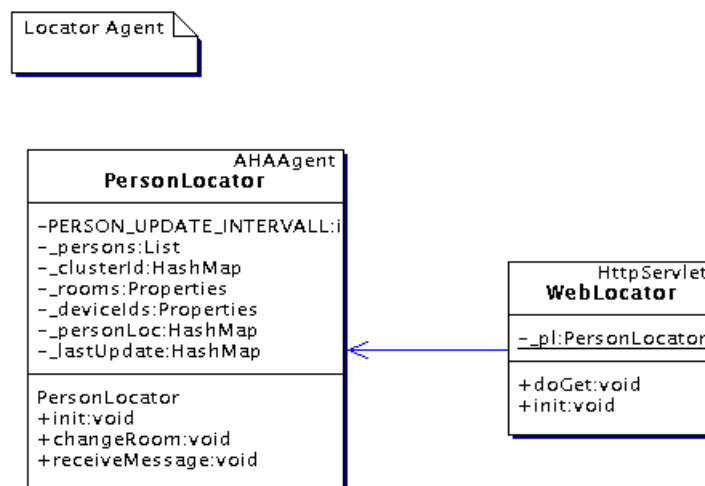 Locator Agent
AHAAgent
PersonLocator
-PERSON_UPDATE_INTERVALL:i
-_persons:List
-_clusterId:HashMap
-_rooms:Properties
-_deviceIds:Properties
-_personLoc:HashMap
-_lastUpdate:HashMap
PersonLocator
+init:void
+changeRoom:void
+receiveMessage:void
HttpServlet
WebLocator
-_pl:PersonLocator
+doGet:void
+init:void